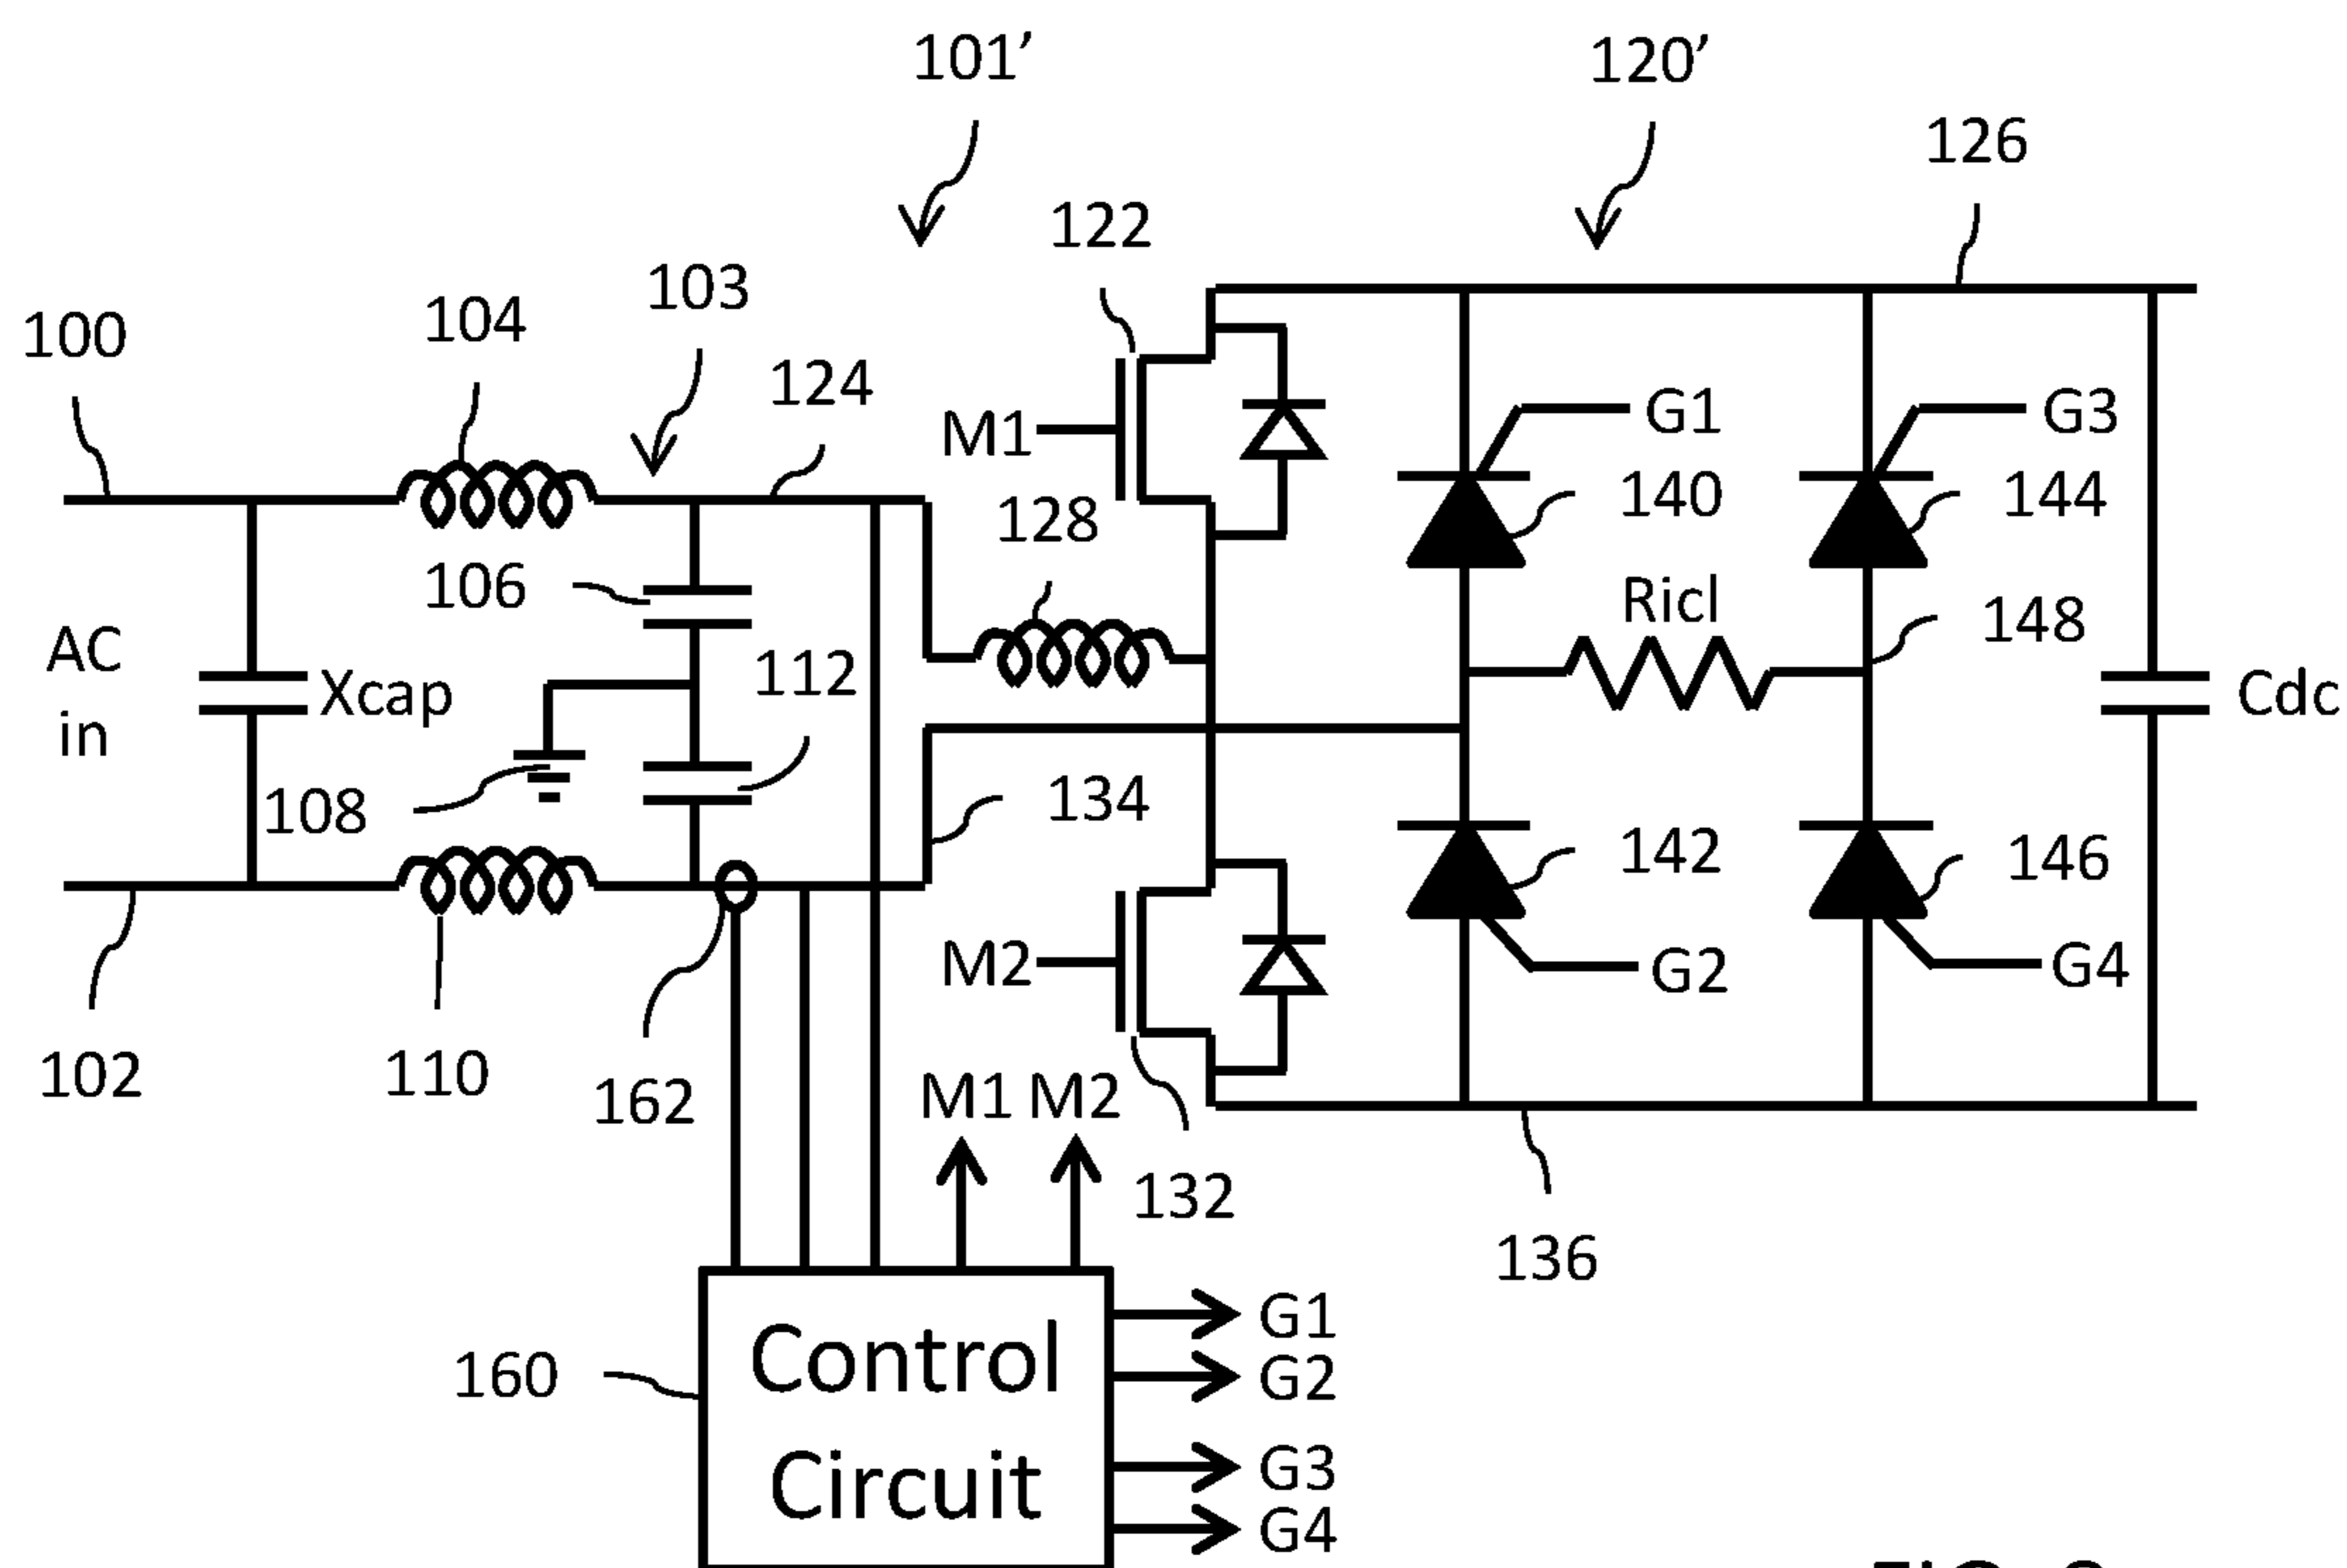 101’
120’
126
122
103
104
100
124
M1
G1
G3
128
140
144
106
Ricl
148
AC
in
Xcap
112
Cdc
108
134
142
146
M2
G2
G4
102
110
162
M1 M2
132
136
160
Control
Circuit
G1
G2
G3
G4